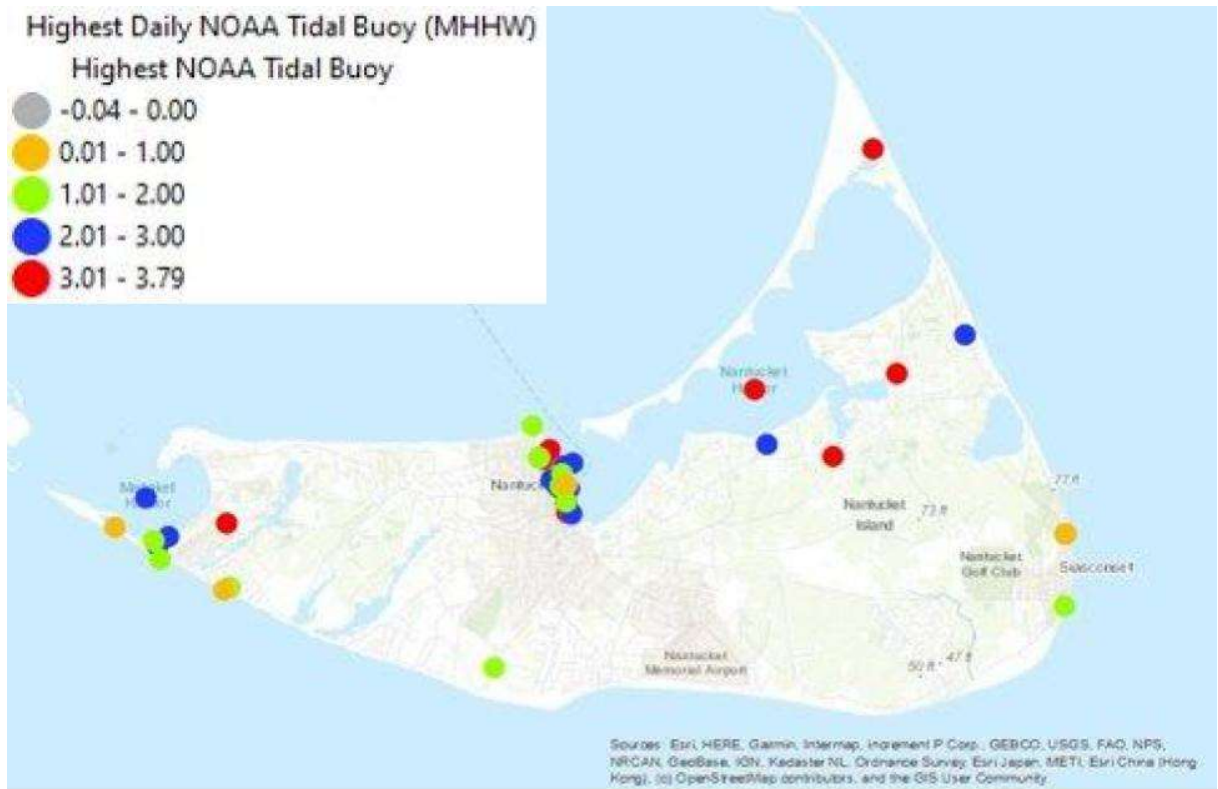 Highest Daily NOAA Tidal Buoy (MHHW)
Highest NOAA Tidal Buoy
-0.04 - 0.00
0.01 - 1.00
1.01 - 2.00
2.01 - 3.00
3.01 - 3.79
Nantucket
Nantuc
77 ft
Nantucket
Island
73 ft
Nantucket
Golf Club
Siasconset
Nantucket
Memorial Airport
50 ft
47 ft
Sources: Esri, HERE, Garmin, Intermap, increment P Corp., GEBCO, USGS, FAO, NPS,
NRCAN, GeoBase, IGN, Kadaster NL, Ordnance Survey, Esri Japan, METI, Esri China (Hong
Kong), (c) OpenStreetMap contributors, and the GIS User Community